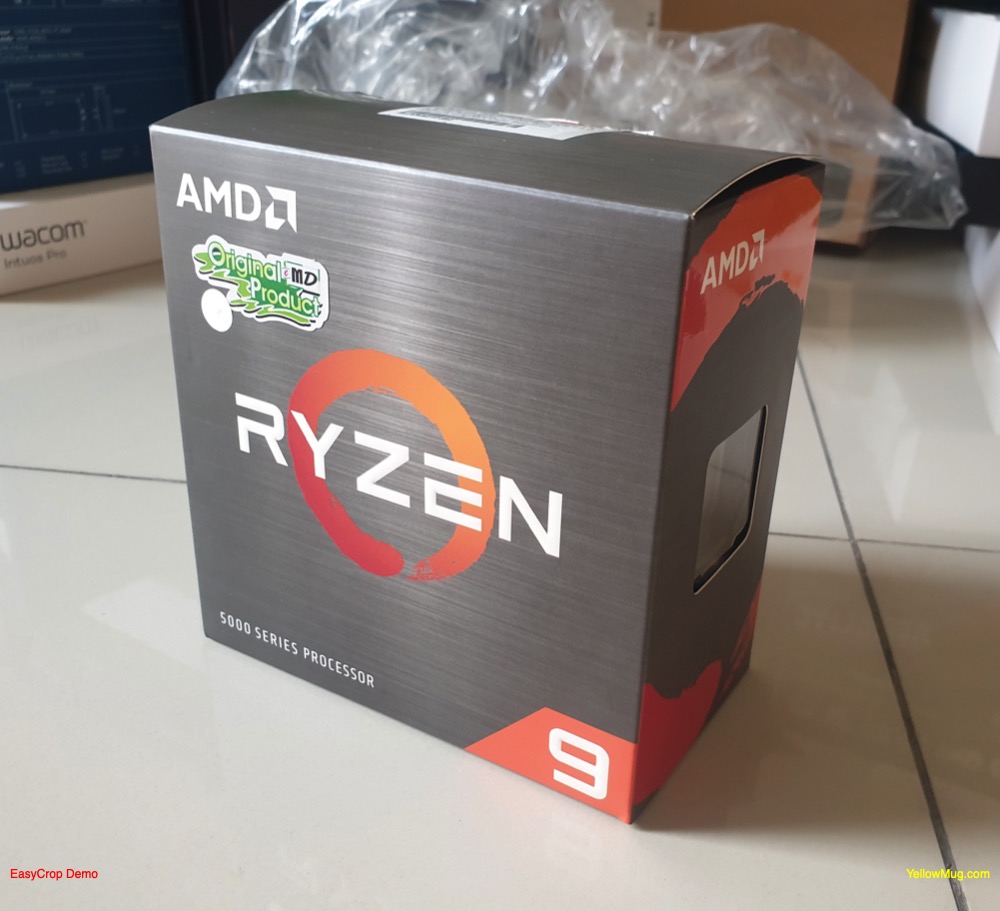 wacom
Intuos Pro
AMD
Original MD
Product
RYZEN
5000 SERIES PROCESSOR
9
AMD
EasyCrop Demo
YellowMug.com